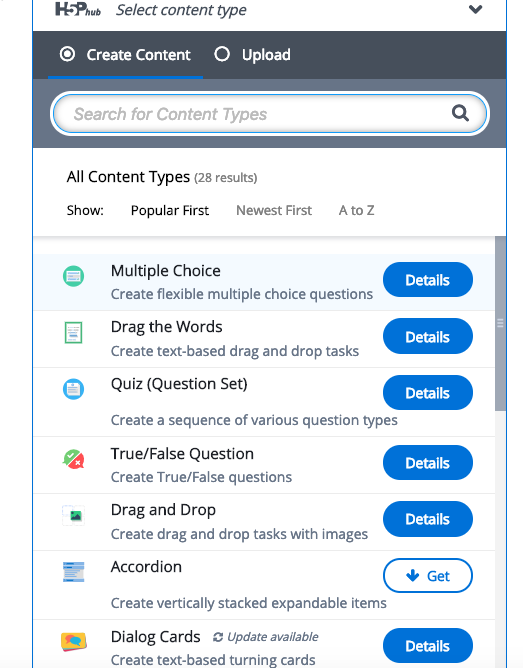 H5P hub Select content type
Create Content Upload
Search for Content Types
All Content Types (28 results)
Show: Popular First Newest First A to Z
Multiple Choice
Create flexible multiple choice questions
Details
Drag the Words
Create text-based drag and drop tasks
Details
Quiz (Question Set)
Create a sequence of various question types
Details
True/False Question
Create True/False questions
Details
Drag and Drop
Create drag and drop tasks with images
Details
Accordion
Create vertically stacked expandable items
Get
Dialog Cards Update available
Create text-based turning cards
Details